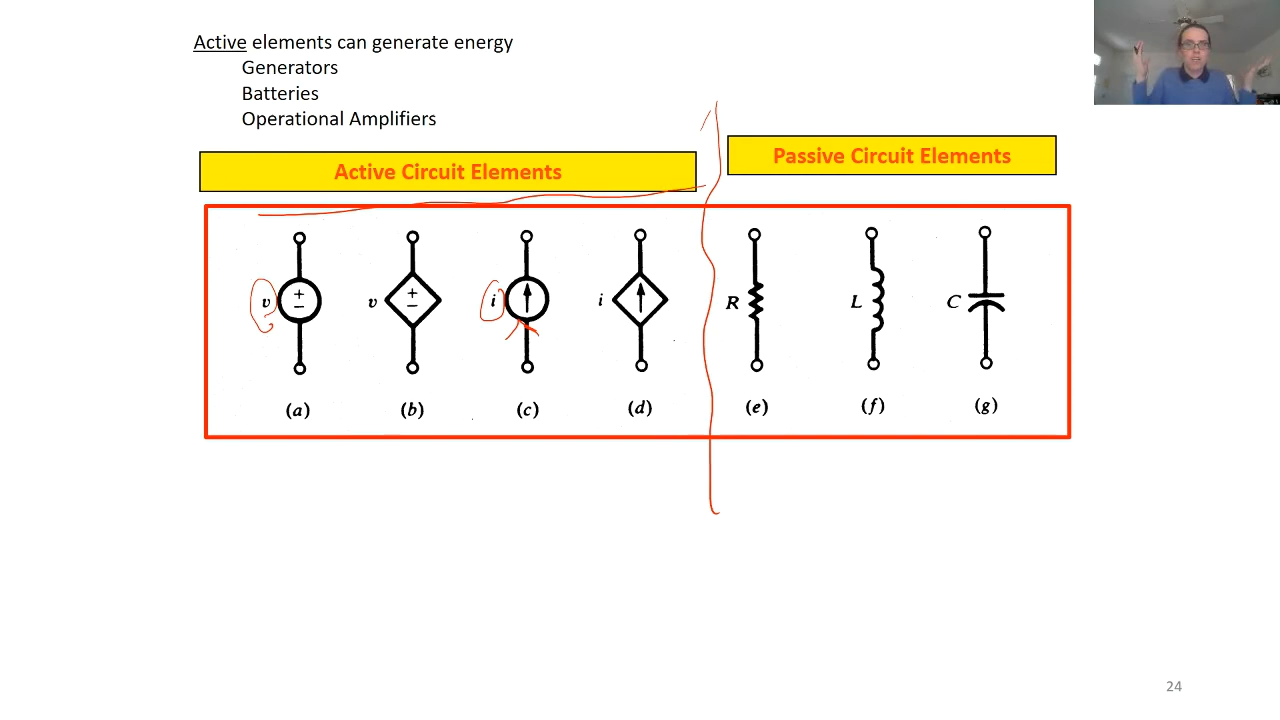 Active elements can generate energy
Generators
Batteries
Operational Amplifiers
Active Circuit Elements
Passive Circuit Elements
v + − v + − i i R L C
(a) (b) (c) (d) (e) (f) (g)
24